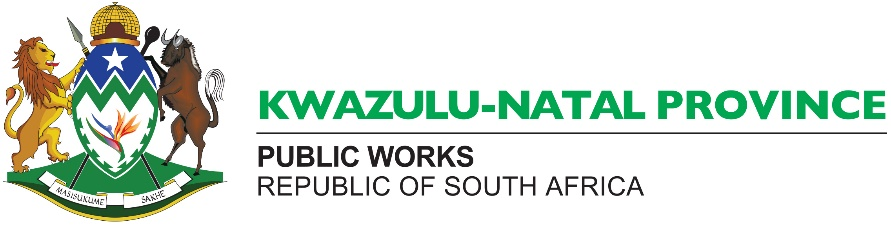 KWAZULU-NATAL PROVINCE
PUBLIC WORKS
REPUBLIC OF SOUTH AFRICA
MASISUKUME SAKHE